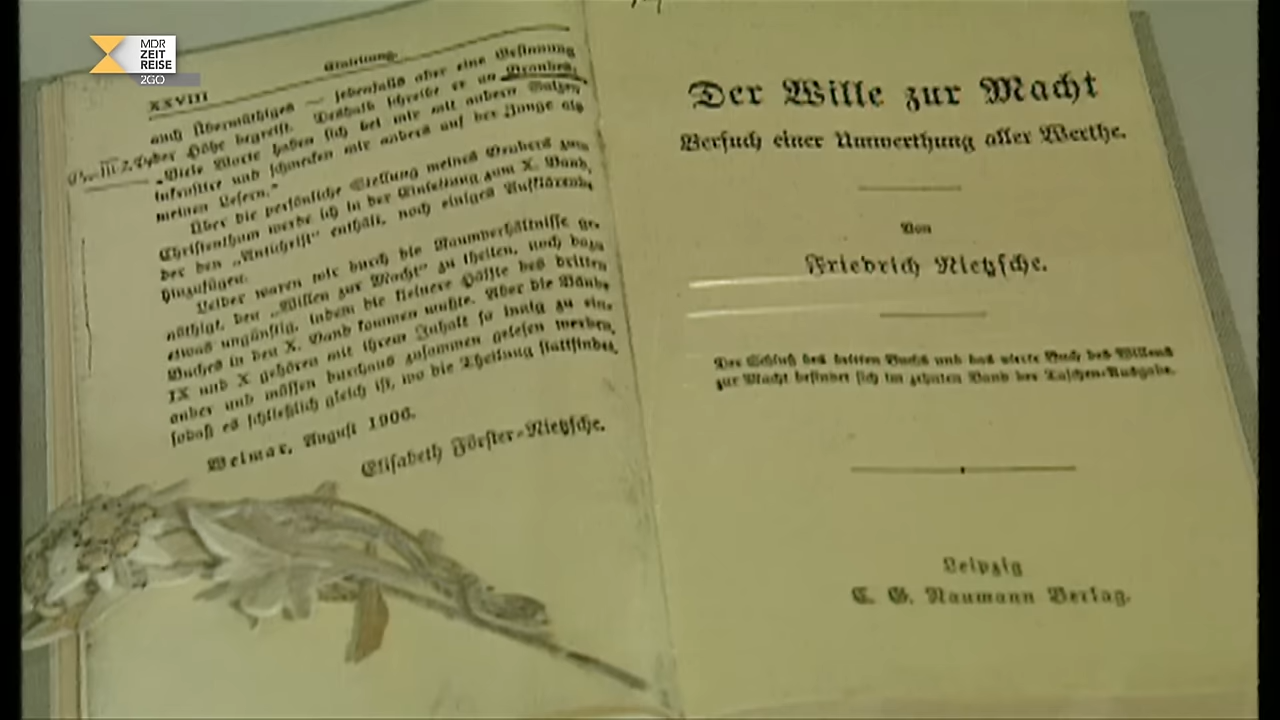 MDR
ZEIT
REISE
2GO
XXVIII
Einleitung.
auch Übermüthiges — jedenfalls aber eine Gesinnung
der Höhe begreift. Deshalb schreibt er an Brandes,
„Viele Worte haben sich bei mir mit andern Salzen
inkrustirt und schmecken mir anders auf der Zunge als
meinen Lesern.“
Über die persönliche Stellung meines Bruders zum
Christenthum werde ich in der Einleitung zum X. Band,
der den „Antichrist“ enthält, noch einiges Aufklärende
hinzufügen.
Leider waren wir durch die Raumverhältnisse ge-
nöthigt, den „Willen zur Macht“ zu theilen, noch dazu
etwas ungünstig, indem die kleinere Hälfte des dritten
Buches in den X. Band kommen mußte. Aber die Bände
IX und X gehören mit ihrem Inhalt so innig zu ein-
ander und müssen durchaus zusammen gelesen werden,
sodaß es schließlich gleich ist, wo die Theilung stattfindet.
Weimar, August 1906.
Elisabeth Förster-Nietzsche.
Der Wille zur Macht
Versuch einer Umwerthung aller Werthe.
Von
Friedrich Nietzsche.
Der Schluß des dritten Buchs und das vierte Buch des Willens
zur Macht befindet sich im zehnten Band der Taschen-Ausgabe.
Leipzig
C. G. Naumann Verlag.